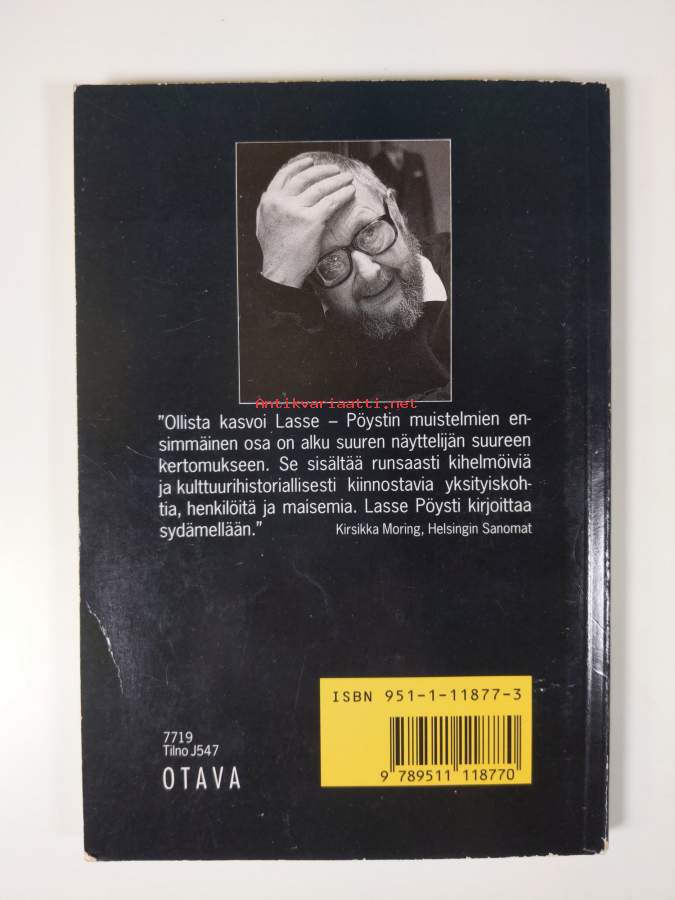 Antikvariaatti.net
"Ollista kasvoi Lasse – Pöystin muistelmien en-
simmäinen osa on alku suuren näyttelijän suureen
kertomukseen. Se sisältää runsaasti kihelmöiviä
ja kulttuurihistoriallisesti kiinnostavia yksityiskoh-
tia, henkilöitä ja maisemia. Lasse Pöysti kirjoittaa
sydämellään."
Kirsikka Moring, Helsingin Sanomat
ISBN 951-1-11877-3
9 789511 118770
7719
Tilno J547
OTAVA